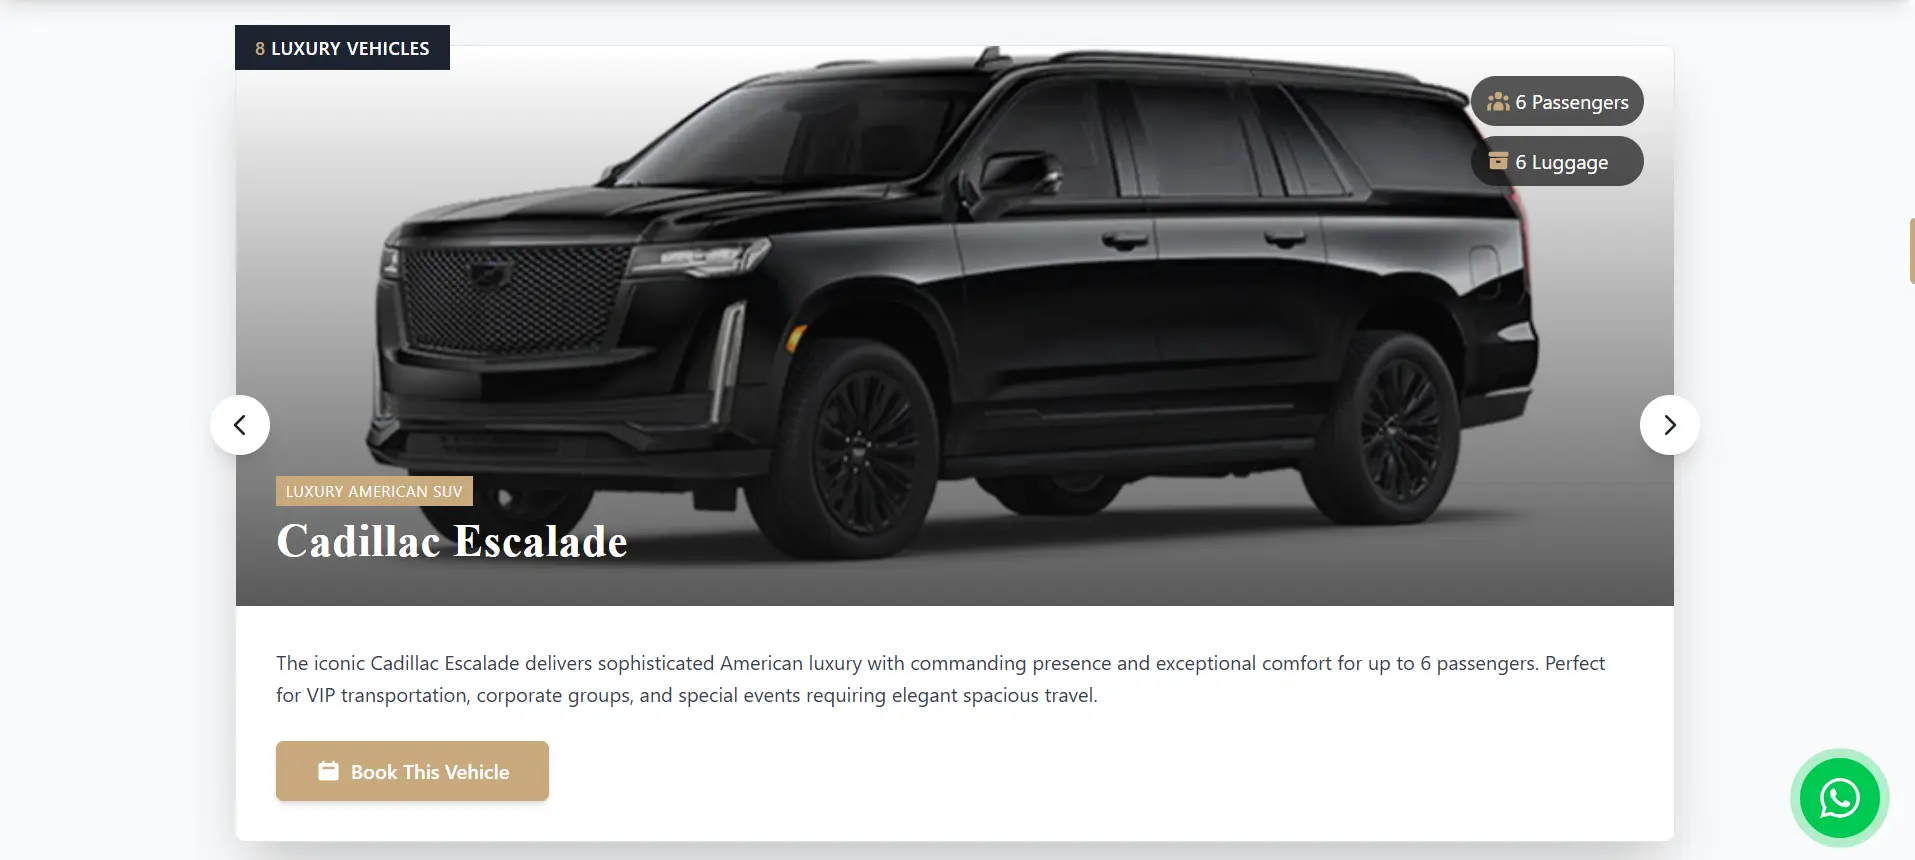 8 LUXURY VEHICLES
6 Passengers
6 Luggage
LUXURY AMERICAN SUV
Cadillac Escalade
The iconic Cadillac Escalade delivers sophisticated American luxury with commanding presence and exceptional comfort for up to 6 passengers. Perfect
for VIP transportation, corporate groups, and special events requiring elegant spacious travel.
Book This Vehicle